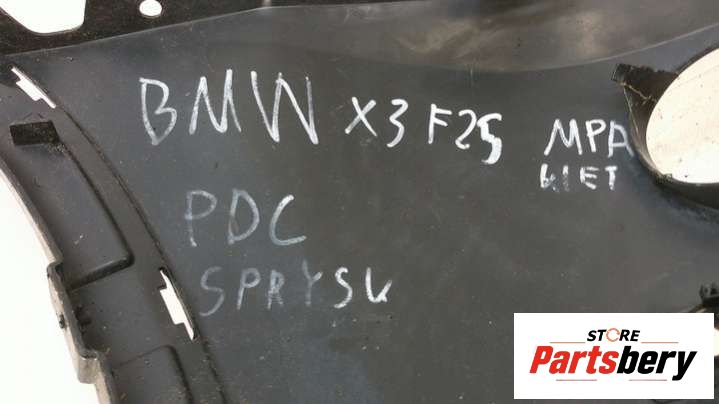 BMW X3 F25 MPA
KIET
PDC
SPRYSK
STORE
Partsbery